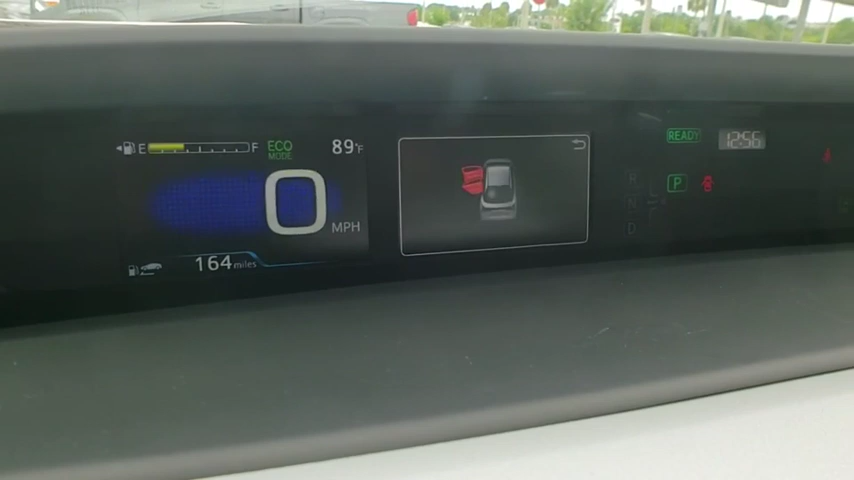 E F ECO MODE 89°F
0 MPH
164 miles
READY 12:56
P
R
N
D